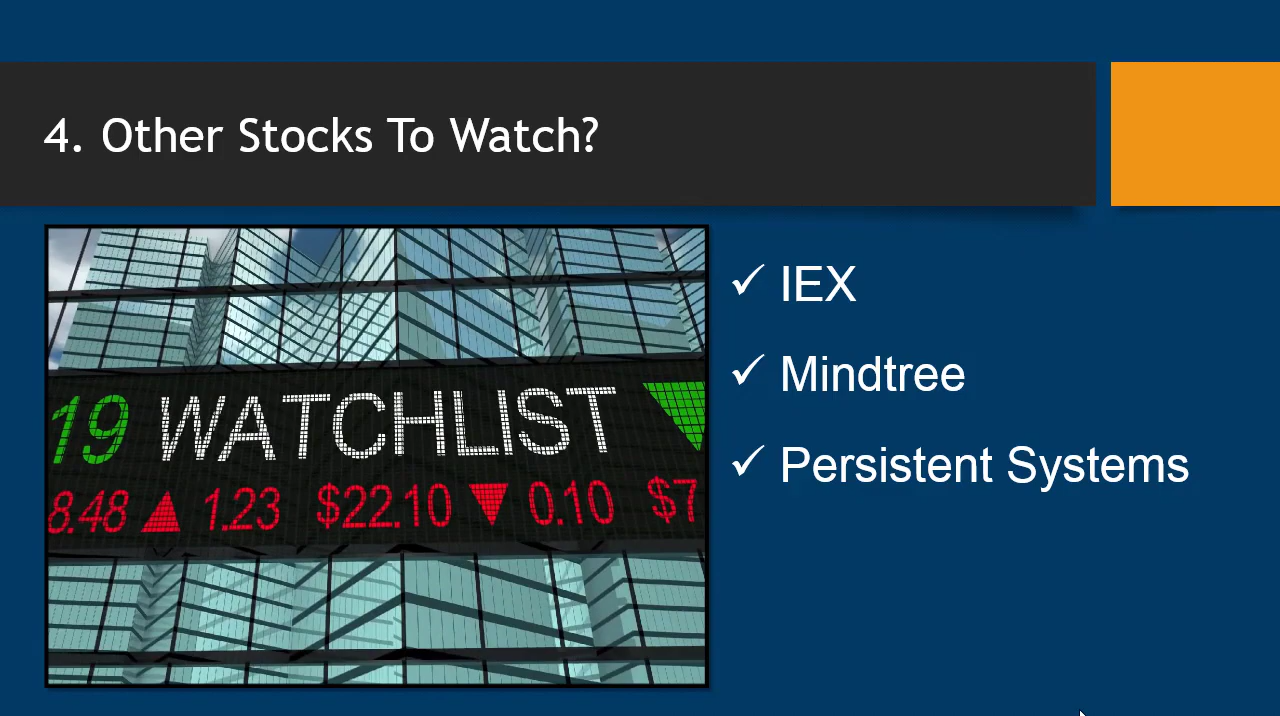 4. Other Stocks To Watch?
19 WATCHLIST
8.48 ▲ 1.23 $22.10 ▼ 0.10 $7
✓ IEX
✓ Mindtree
✓ Persistent Systems